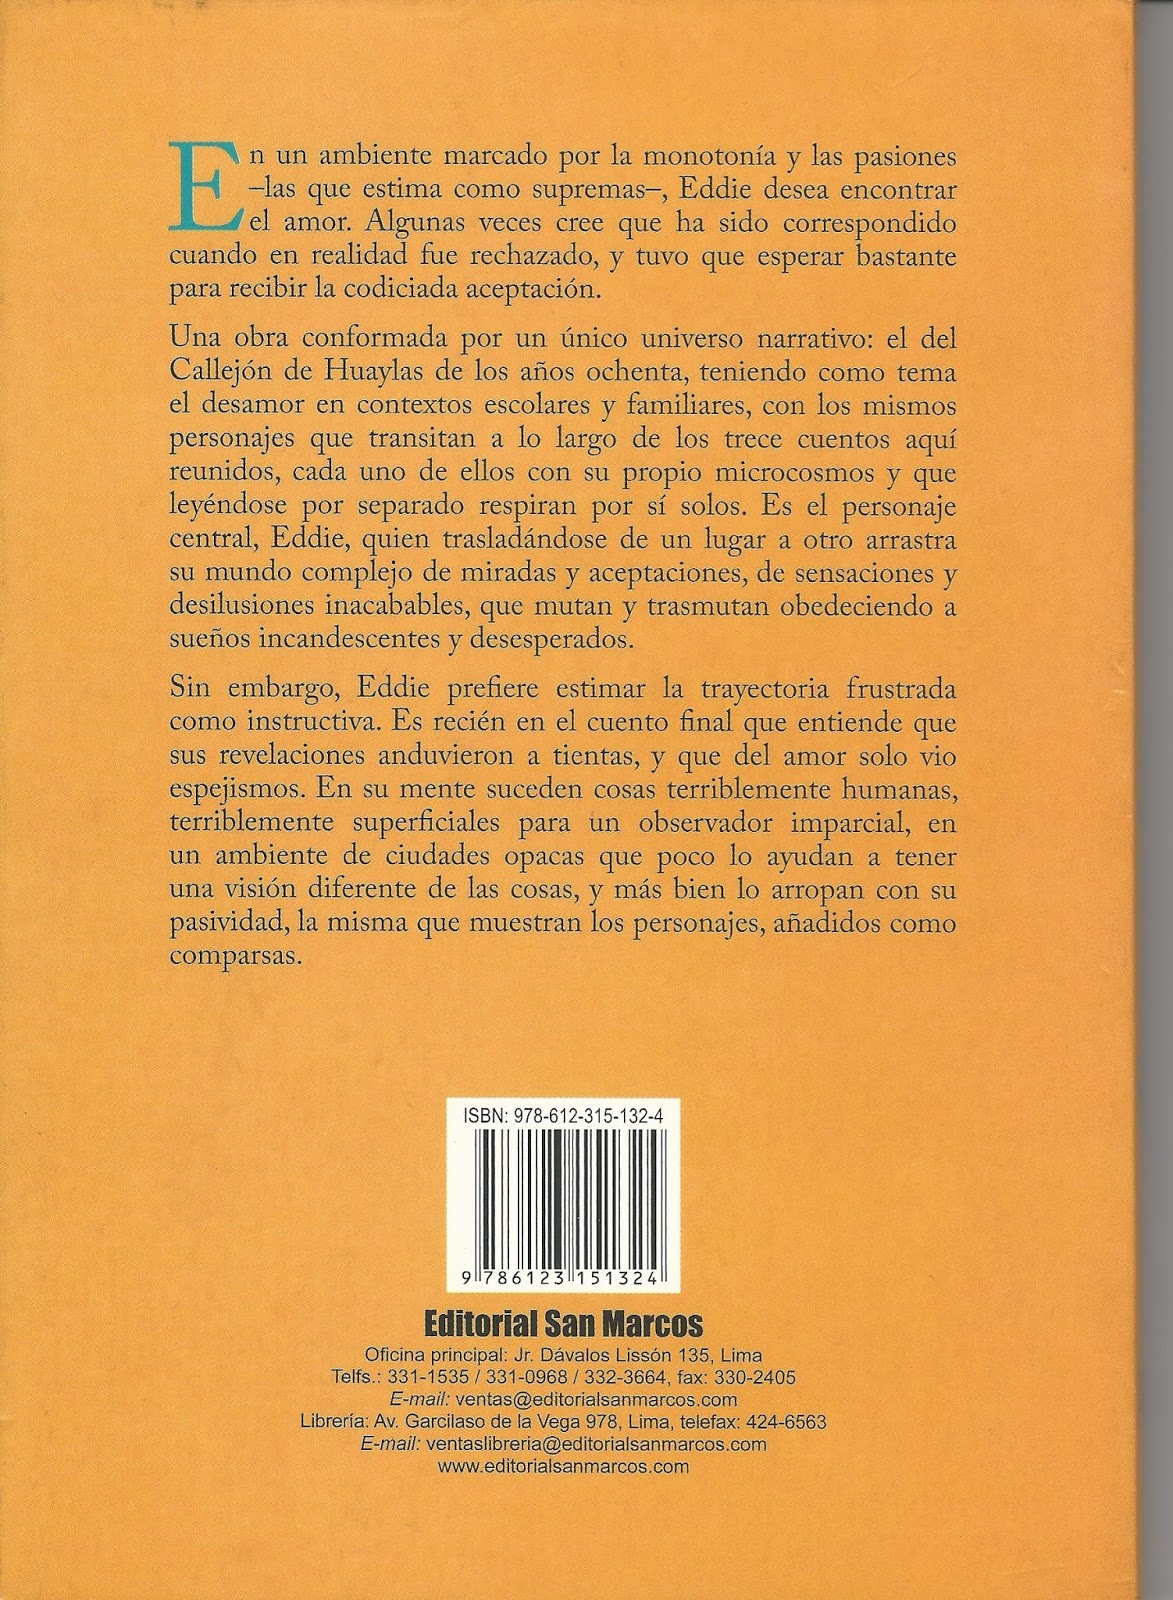 En un ambiente marcado por la monotonía y las pasiones
–las que estima como supremas–, Eddie desea encontrar
el amor. Algunas veces cree que ha sido correspondido
cuando en realidad fue rechazado, y tuvo que esperar bastante
para recibir la codiciada aceptación.
Una obra conformada por un único universo narrativo: el del
Callejón de Huaylas de los años ochenta, teniendo como tema
el desamor en contextos escolares y familiares, con los mismos
personajes que transitan a lo largo de los trece cuentos aquí
reunidos, cada uno de ellos con su propio microcosmos y que
leyéndose por separado respiran por sí solos. Es el personaje
central, Eddie, quien trasladándose de un lugar a otro arrastra
su mundo complejo de miradas y aceptaciones, de sensaciones y
desilusiones inacabables, que mutan y trasmutan obedeciendo a
sueños incandescentes y desesperados.
Sin embargo, Eddie prefiere estimar la trayectoria frustrada
como instructiva. Es recién en el cuento final que entiende que
sus revelaciones anduvieron a tientas, y que del amor solo vio
espejismos. En su mente suceden cosas terriblemente humanas,
terriblemente superficiales para un observador imparcial, en
un ambiente de ciudades opacas que poco lo ayudan a tener
una visión diferente de las cosas, y más bien lo arropan con su
pasividad, la misma que muestran los personajes, añadidos como
comparsas.
ISBN: 978-612-315-132-4
9 786123 151324
Editorial San Marcos
Oficina principal: Jr. Dávalos Lissón 135, Lima
Telfs.: 331-1535 / 331-0968 / 332-3664, fax: 330-2405
E-mail: ventas@editorialsanmarcos.com
Librería: Av. Garcilaso de la Vega 978, Lima, telefax: 424-6563
E-mail: ventaslibreria@editorialsanmarcos.com
www.editorialsanmarcos.com